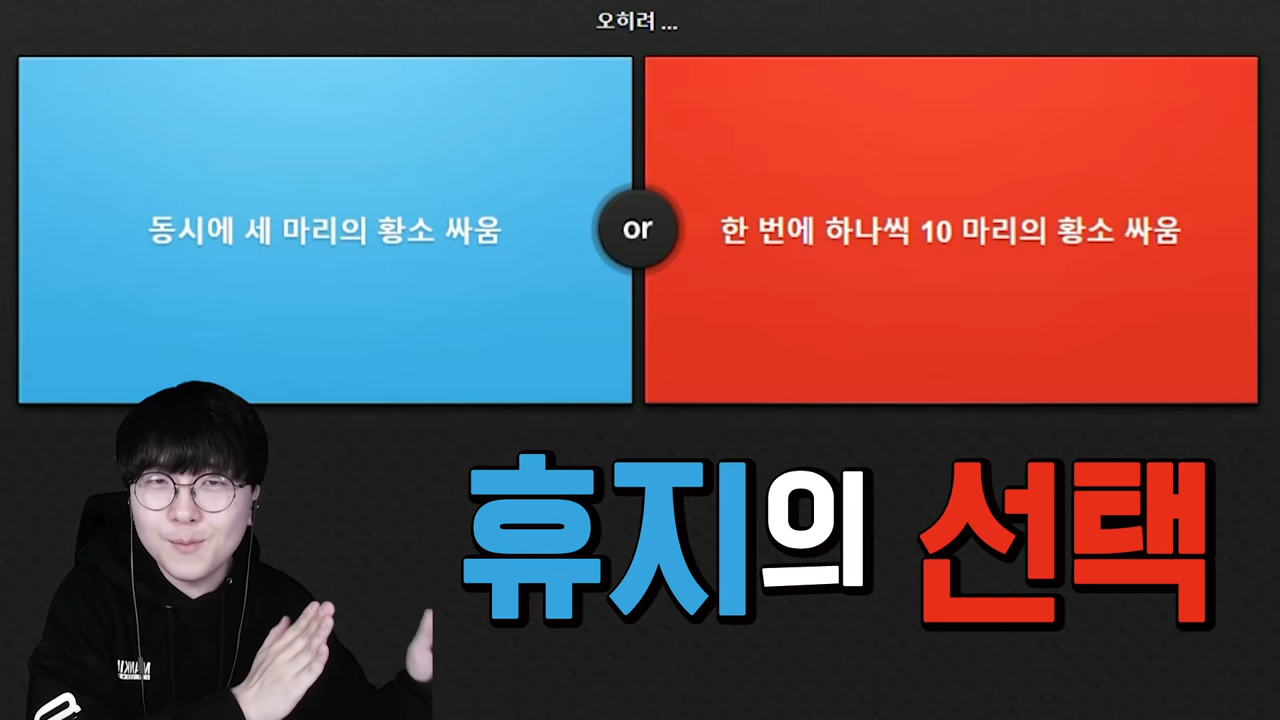 오히려 ...
동시에 세 마리의 황소 싸움
or
한 번에 하나씩 10 마리의 황소 싸움
휴지의 선택